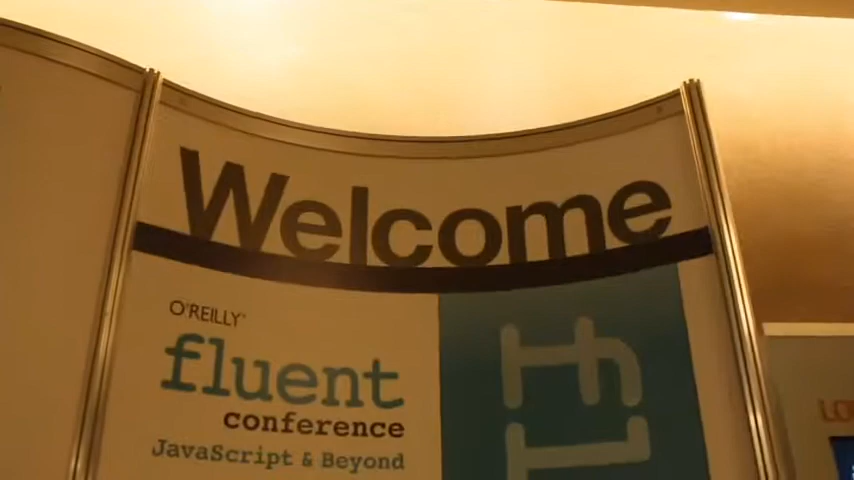 Welcome
O'REILLY®
fluent
conference
JavaScript & Beyond